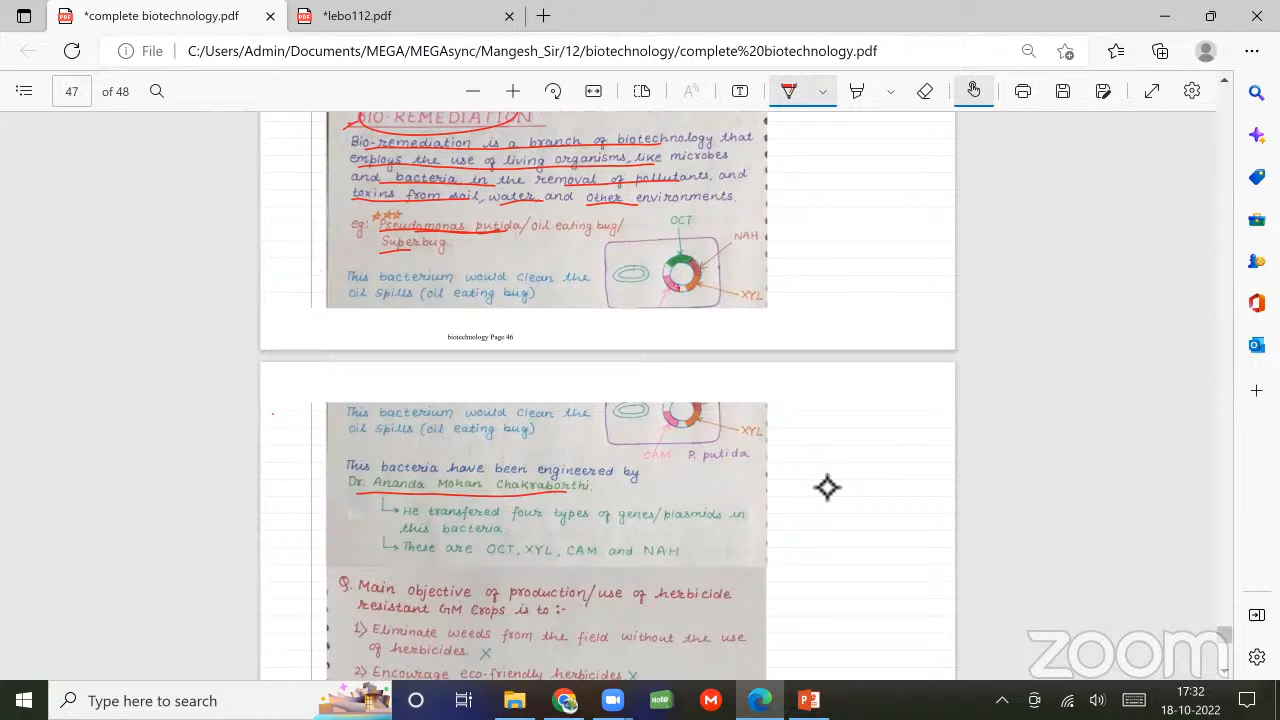 *complete biotechnology.pdf
*lebo112.pdf
File
C:/Users/Admin/Documents/MEGA/MEGAsync/Mangesh_Sir/12/biotechnology/complete%20biotechnology.pdf
47 of 48
BIO-REMEDIATION
Bio-remediation is a branch of biotechnology that
employs the use of living organisms, like microbes
and bacteria in the removal of pollutants, and
toxins from soil, water and other environments.
eg: Pseudomonas putida/oil eating bug/
Superbug.
OCT
NAH
XYL
This bacterium would clean the
oil spills (oil eating bug)
biotechnology Page 46
This bacterium would clean the
oil spills (oil eating bug)
XYL
CAM P. putida
This bacteria have been engineered by
Dr. Ananda Mohan Chakraborthi.
He transfered four types of genes/plasmids in
this bacteria
These are OCT, XYL, CAM and NAH
Q. Main objective of production/use of herbicide
resistant GM crops is to :-
1) Eliminate weeds from the field without the use
of herbicides. X
2) Encourage eco-friendly herbicides X
zoom
Type here to search
Note
17:32
18-10-2022